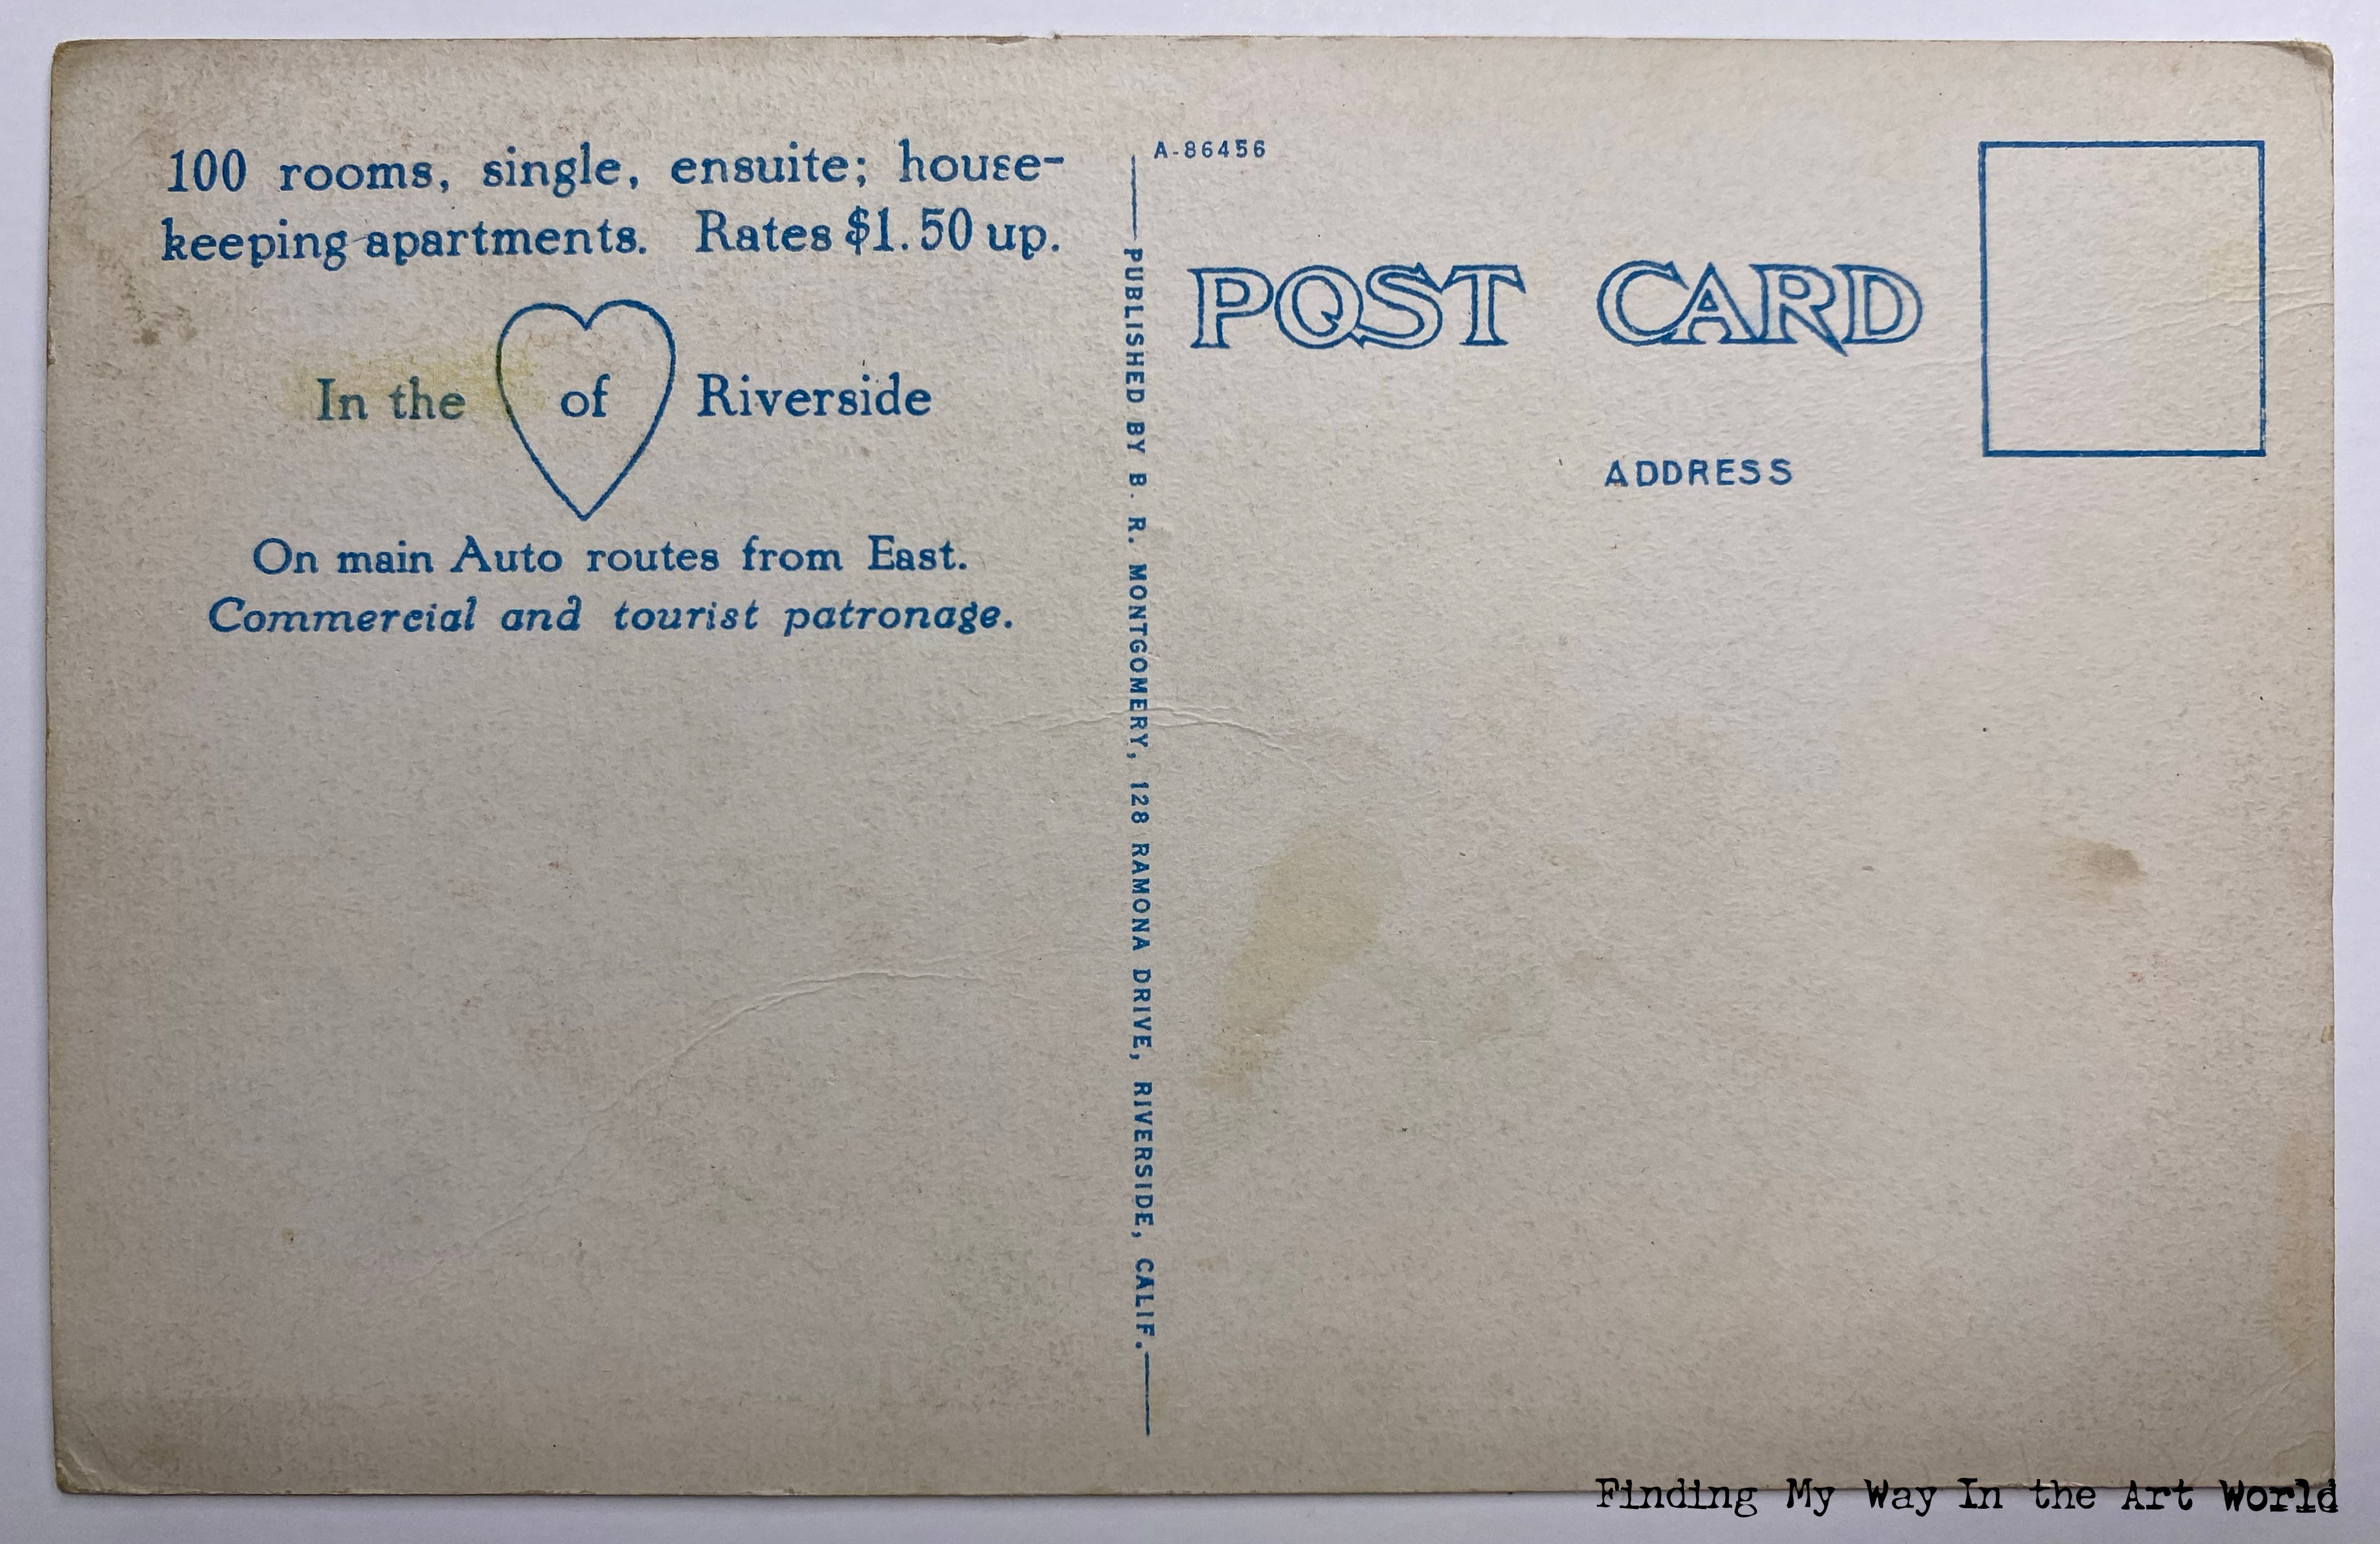 100 rooms, single, ensuite; house-
keeping apartments. Rates $1.50 up.
In the of Riverside
On main Auto routes from East.
Commercial and tourist patronage.
PUBLISHED BY B. R. MONTGOMERY, 128 RAMONA DRIVE, RIVERSIDE, CALIF.
A-86456
POST CARD
ADDRESS
Finding My Way In the Art World